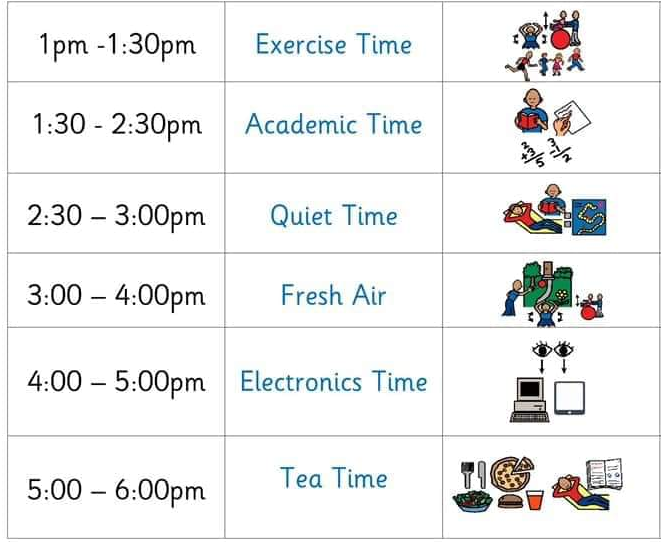 1pm -1:30pm Exercise Time
1:30 - 2:30pm Academic Time
2:30 – 3:00pm Quiet Time
3:00 – 4:00pm Fresh Air
4:00 – 5:00pm Electronics Time
5:00 – 6:00pm Tea Time